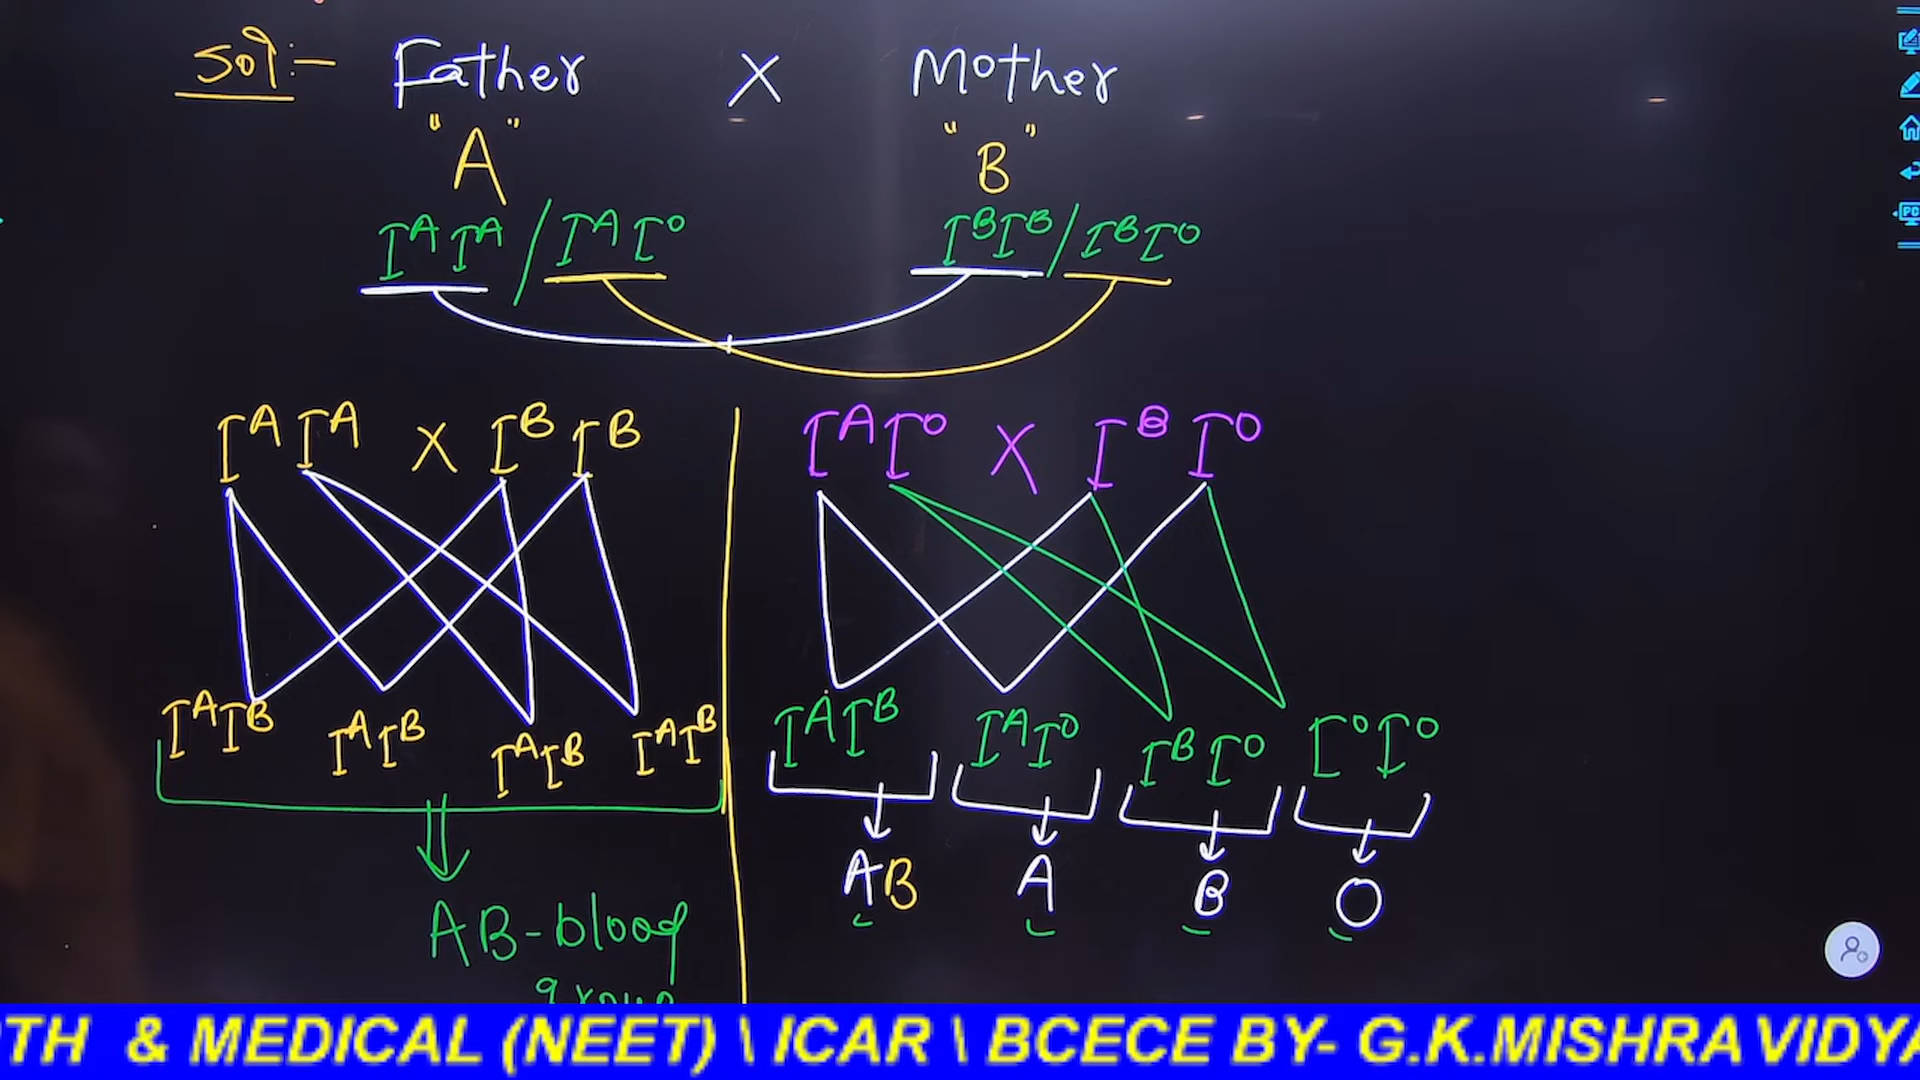 Sol:- Father X Mother
"A" "B"
IᴬIᴬ / IᴬIᴼ IᴮIᴮ / IᴮIᴼ
IᴬIᴬ X IᴮIᴮ
IᴬIᴮ IᴬIᴮ IᴬIᴮ IᴬIᴮ
AB-blood
group
IᴬIᴼ X IᴮIᴼ
IᴬIᴮ IᴬIᴼ IᴮIᴼ IᴼIᴼ
AB A B O
TH & MEDICAL (NEET) \ ICAR \ BCECE BY- G.K.MISHRA VIDYA